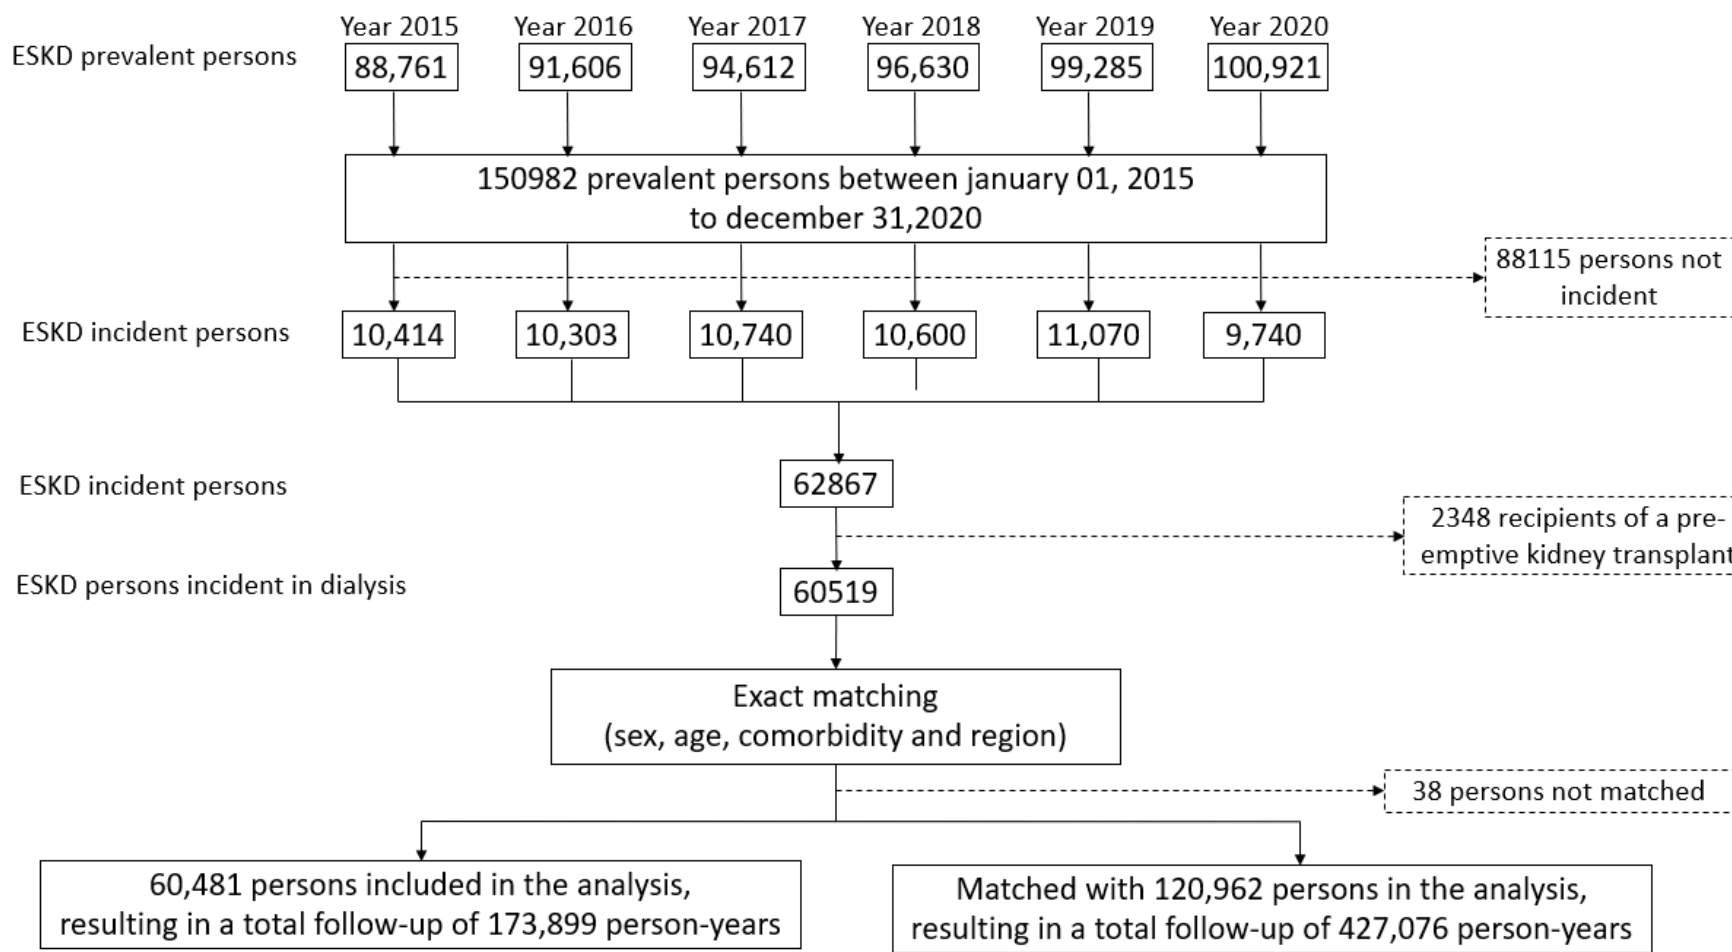 Year 2015 Year 2016 Year 2017 Year 2018 Year 2019 Year 2020
ESKD prevalent persons 88,761 91,606 94,612 96,630 99,285 100,921
150982 prevalent persons between january 01, 2015
to december 31,2020
88115 persons not
incident
ESKD incident persons 10,414 10,303 10,740 10,600 11,070 9,740
ESKD incident persons 62867
2348 recipients of a pre-
emptive kidney transplant
ESKD persons incident in dialysis 60519
Exact matching
(sex, age, comorbidity and region)
38 persons not matched
60,481 persons included in the analysis,
resulting in a total follow-up of 173,899 person-years
Matched with 120,962 persons in the analysis,
resulting in a total follow-up of 427,076 person-years